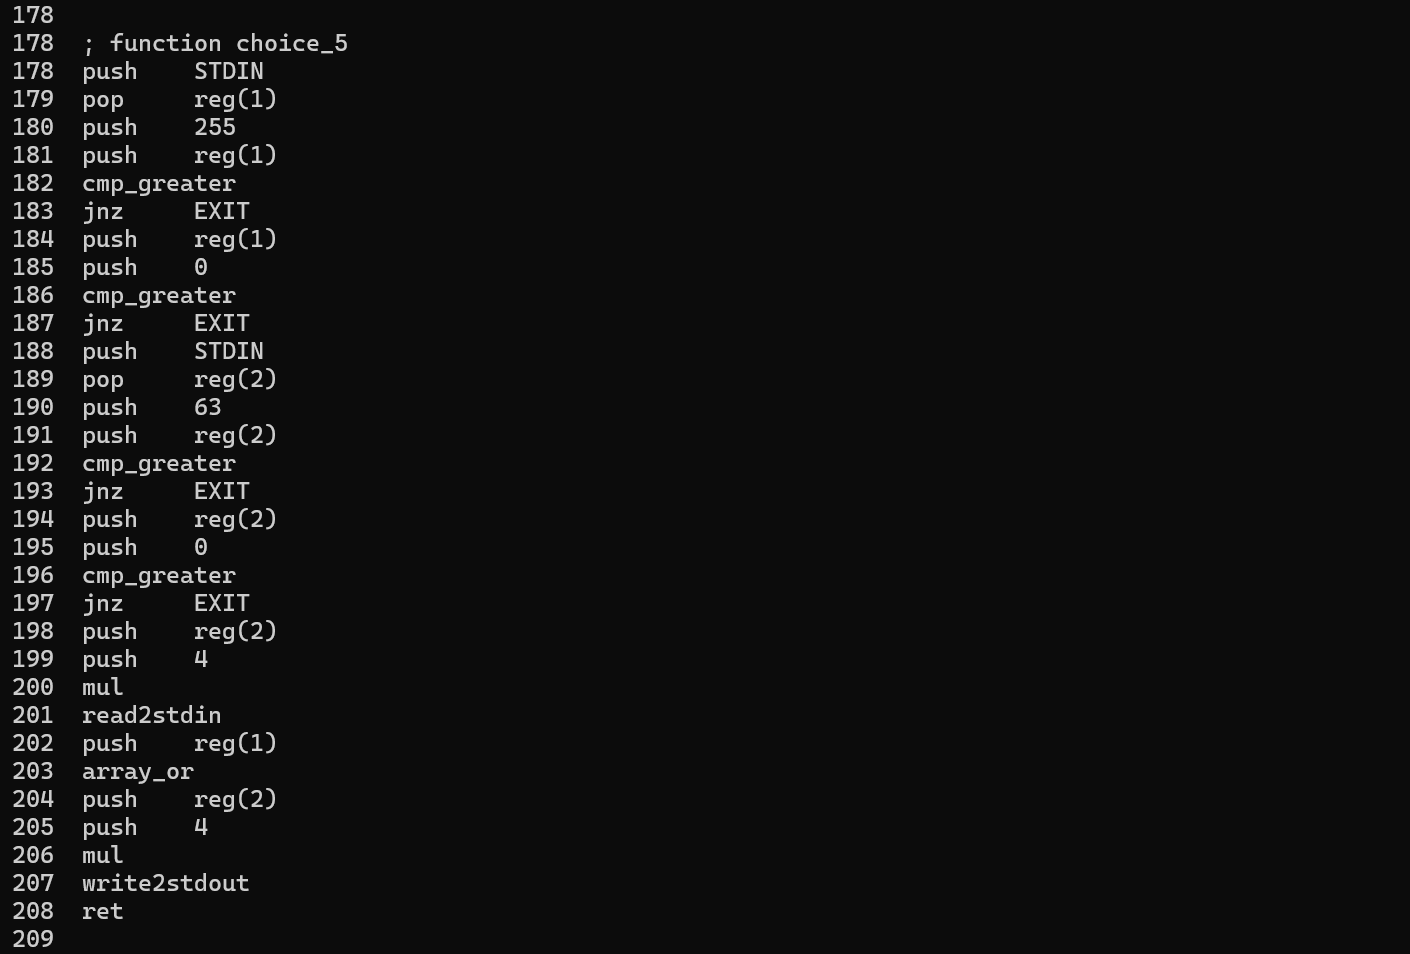 178
178  ; function choice_5
178  push    STDIN
179  pop     reg(1)
180  push    255
181  push    reg(1)
182  cmp_greater
183  jnz     EXIT
184  push    reg(1)
185  push    0
186  cmp_greater
187  jnz     EXIT
188  push    STDIN
189  pop     reg(2)
190  push    63
191  push    reg(2)
192  cmp_greater
193  jnz     EXIT
194  push    reg(2)
195  push    0
196  cmp_greater
197  jnz     EXIT
198  push    reg(2)
199  push    4
200  mul
201  read2stdin
202  push    reg(1)
203  array_or
204  push    reg(2)
205  push    4
206  mul
207  write2stdout
208  ret
209